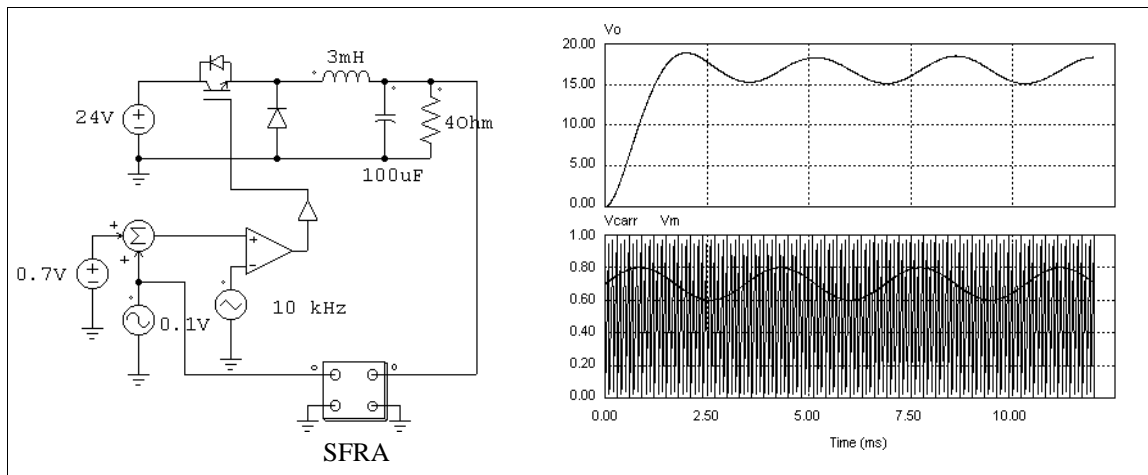 3mH
24V
4Ohm
100uF
+
+
0.7V
0.1V
10 kHz
SFRA
Vo
20.00
15.00
10.00
5.00
0.00
Vcarr Vm
1.00
0.80
0.60
0.40
0.20
0.00
0.00 2.50 5.00 7.50 10.00
Time (ms)